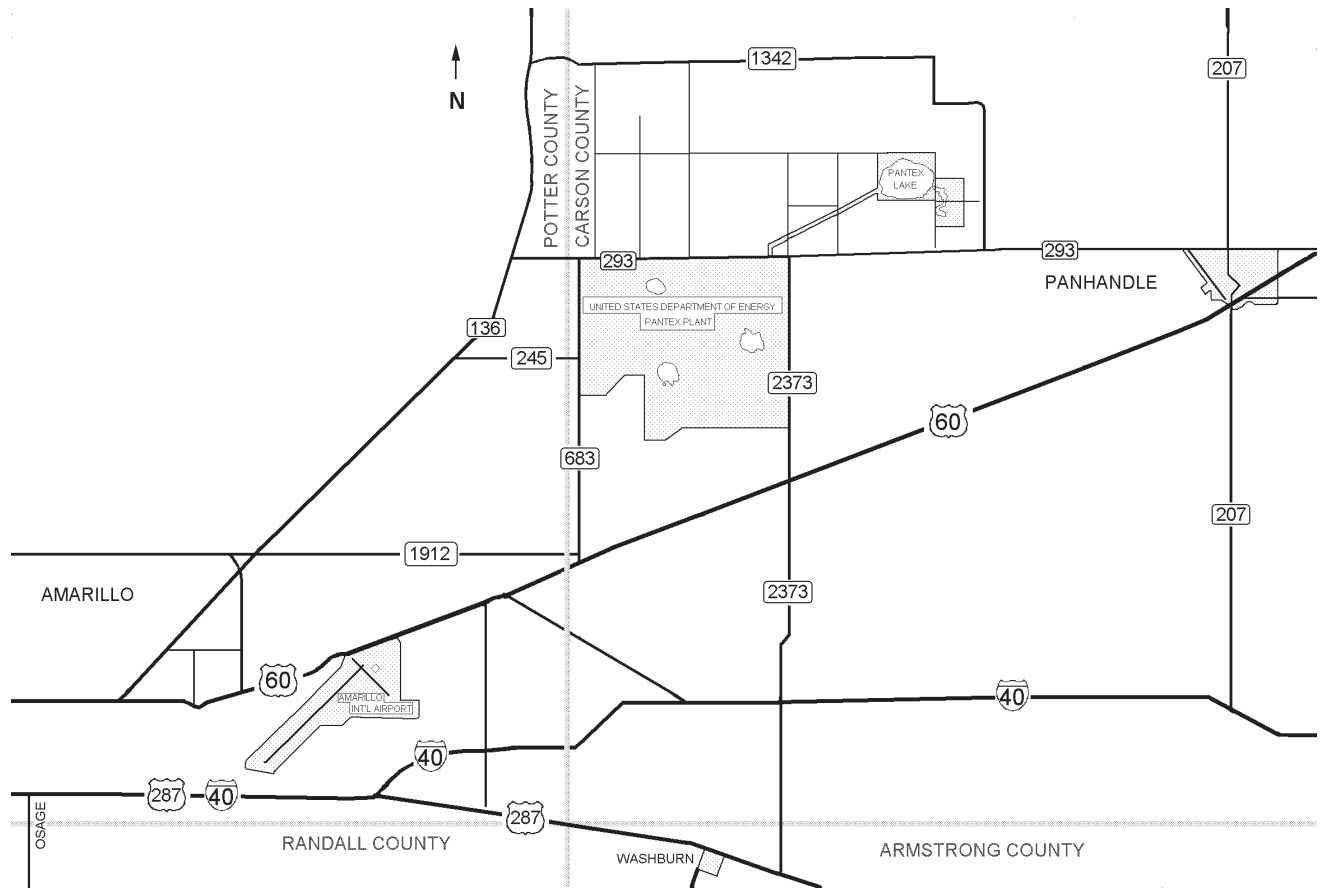 1342
207
N
POTTER COUNTY
CARSON COUNTY
PANTEX
LAKE
293
293
PANHANDLE
UNITED STATES DEPARTMENT OF ENERGY
PANTEX PLANT
136
245
2373
60
683
207
1912
AMARILLO
2373
60
AMARILLO
INT'L AIRPORT
40
40
287
40
287
OSAGE
RANDALL COUNTY
WASHBURN
ARMSTRONG COUNTY